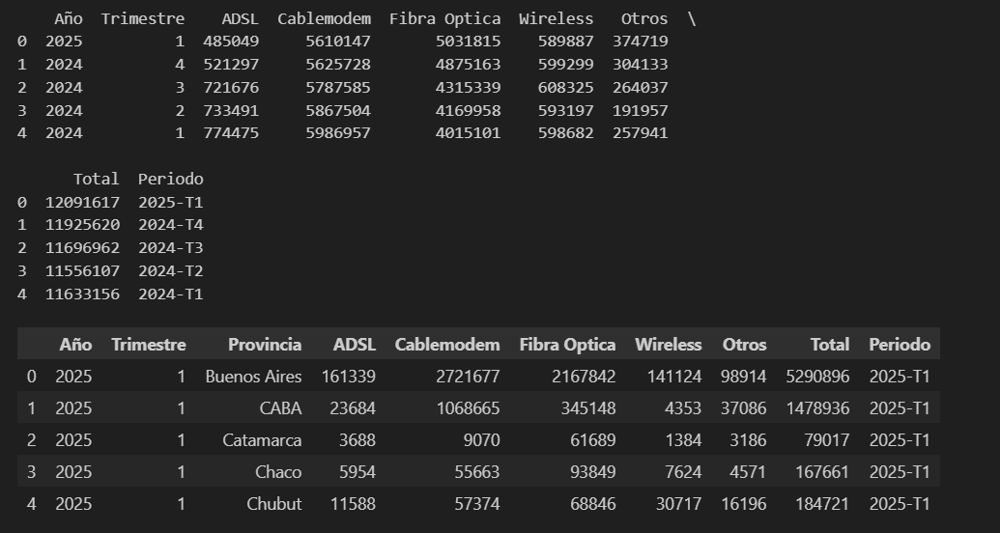 Año Trimestre ADSL Cablemodem Fibra Optica Wireless Otros \
0 2025 1 485049 5610147 5031815 589887 374719
1 2024 4 521297 5625728 4875163 599299 304133
2 2024 3 721676 5787585 4315339 608325 264037
3 2024 2 733491 5867504 4169958 593197 191957
4 2024 1 774475 5986957 4015101 598682 257941
Total Periodo
0 12091617 2025-T1
1 11925620 2024-T4
2 11696962 2024-T3
3 11556107 2024-T2
4 11633156 2024-T1
Año Trimestre Provincia ADSL Cablemodem Fibra Optica Wireless Otros Total Periodo
0 2025 1 Buenos Aires 161339 2721677 2167842 141124 98914 5290896 2025-T1
1 2025 1 CABA 23684 1068665 345148 4353 37086 1478936 2025-T1
2 2025 1 Catamarca 3688 9070 61689 1384 3186 79017 2025-T1
3 2025 1 Chaco 5954 55663 93849 7624 4571 167661 2025-T1
4 2025 1 Chubut 11588 57374 68846 30717 16196 184721 2025-T1